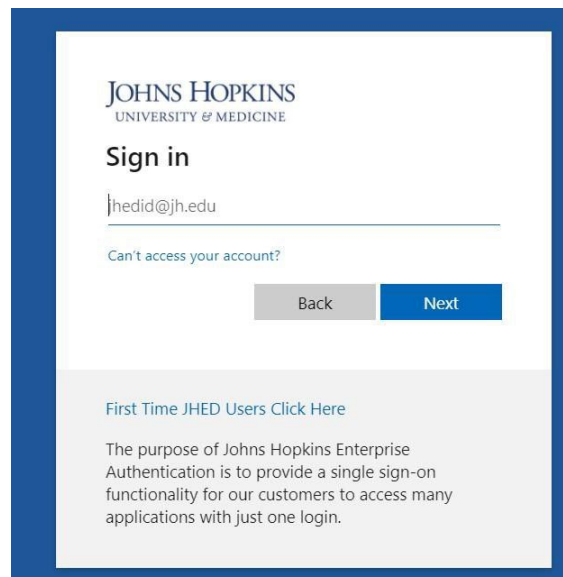 JOHNS HOPKINS
UNIVERSITY & MEDICINE
Sign in
jhedid@jh.edu
Can't access your account?
Back
Next
First Time JHED Users Click Here
The purpose of Johns Hopkins Enterprise
Authentication is to provide a single sign-on
functionality for our customers to access many
applications with just one login.